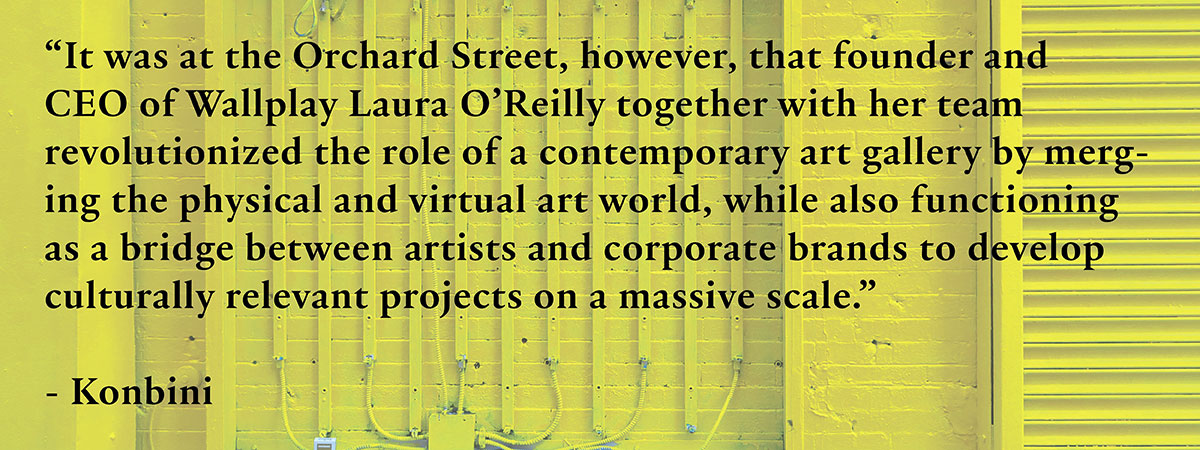 “It was at the Orchard Street, however, that founder and
CEO of Wallplay Laura O’Reilly together with her team
revolutionized the role of a contemporary art gallery by merg-
ing the physical and virtual art world, while also functioning
as a bridge between artists and corporate brands to develop
culturally relevant projects on a massive scale.”
- Konbini